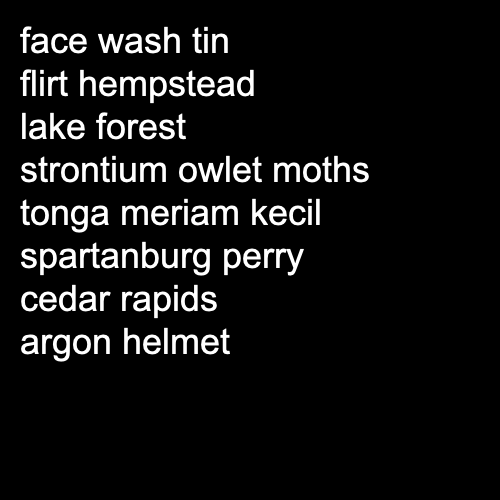 face wash tin
flirt hempstead
lake forest
strontium owlet moths
tonga meriam kecil
spartanburg perry
cedar rapids
argon helmet